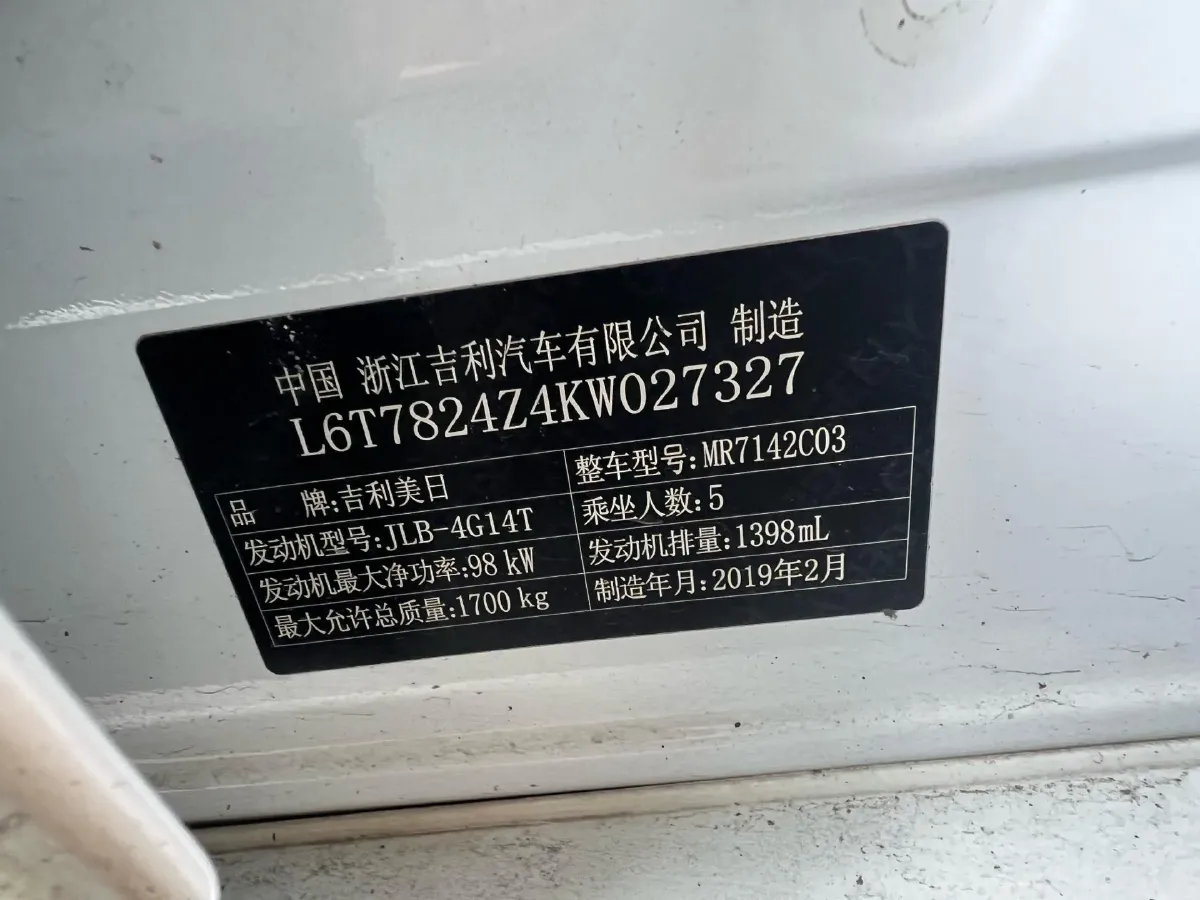 中国 浙江吉利汽车有限公司 制造
L6T7824Z4KW027327
品 牌:吉利美日 整车型号:MR7142C03
发动机型号:JLB-4G14T 乘坐人数:5
发动机最大净功率:98 kW 发动机排量:1398mL
最大允许总质量:1700 kg 制造年月:2019年2月